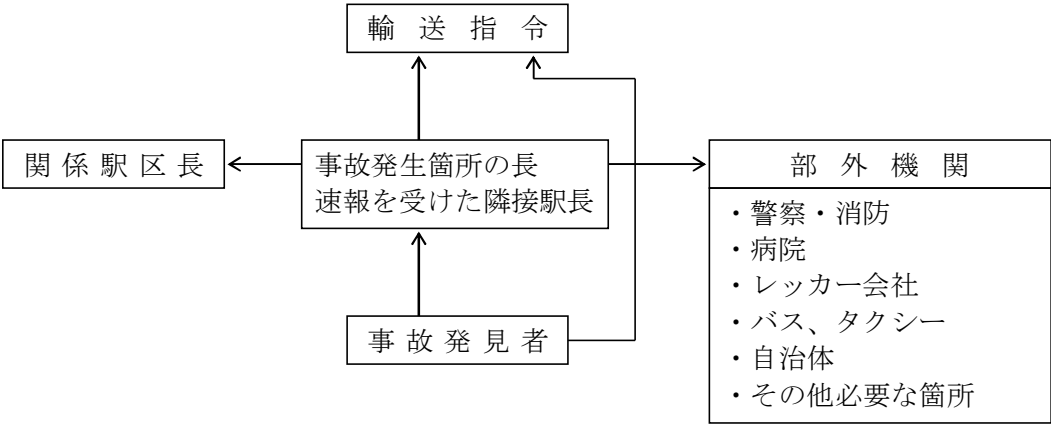 輸送指令
関係駅区長
事故発生箇所の長
速報を受けた隣接駅長
部外機関
・警察・消防
・病院
・レッカー会社
・バス、タクシー
・自治体
・その他必要な箇所
事故発見者